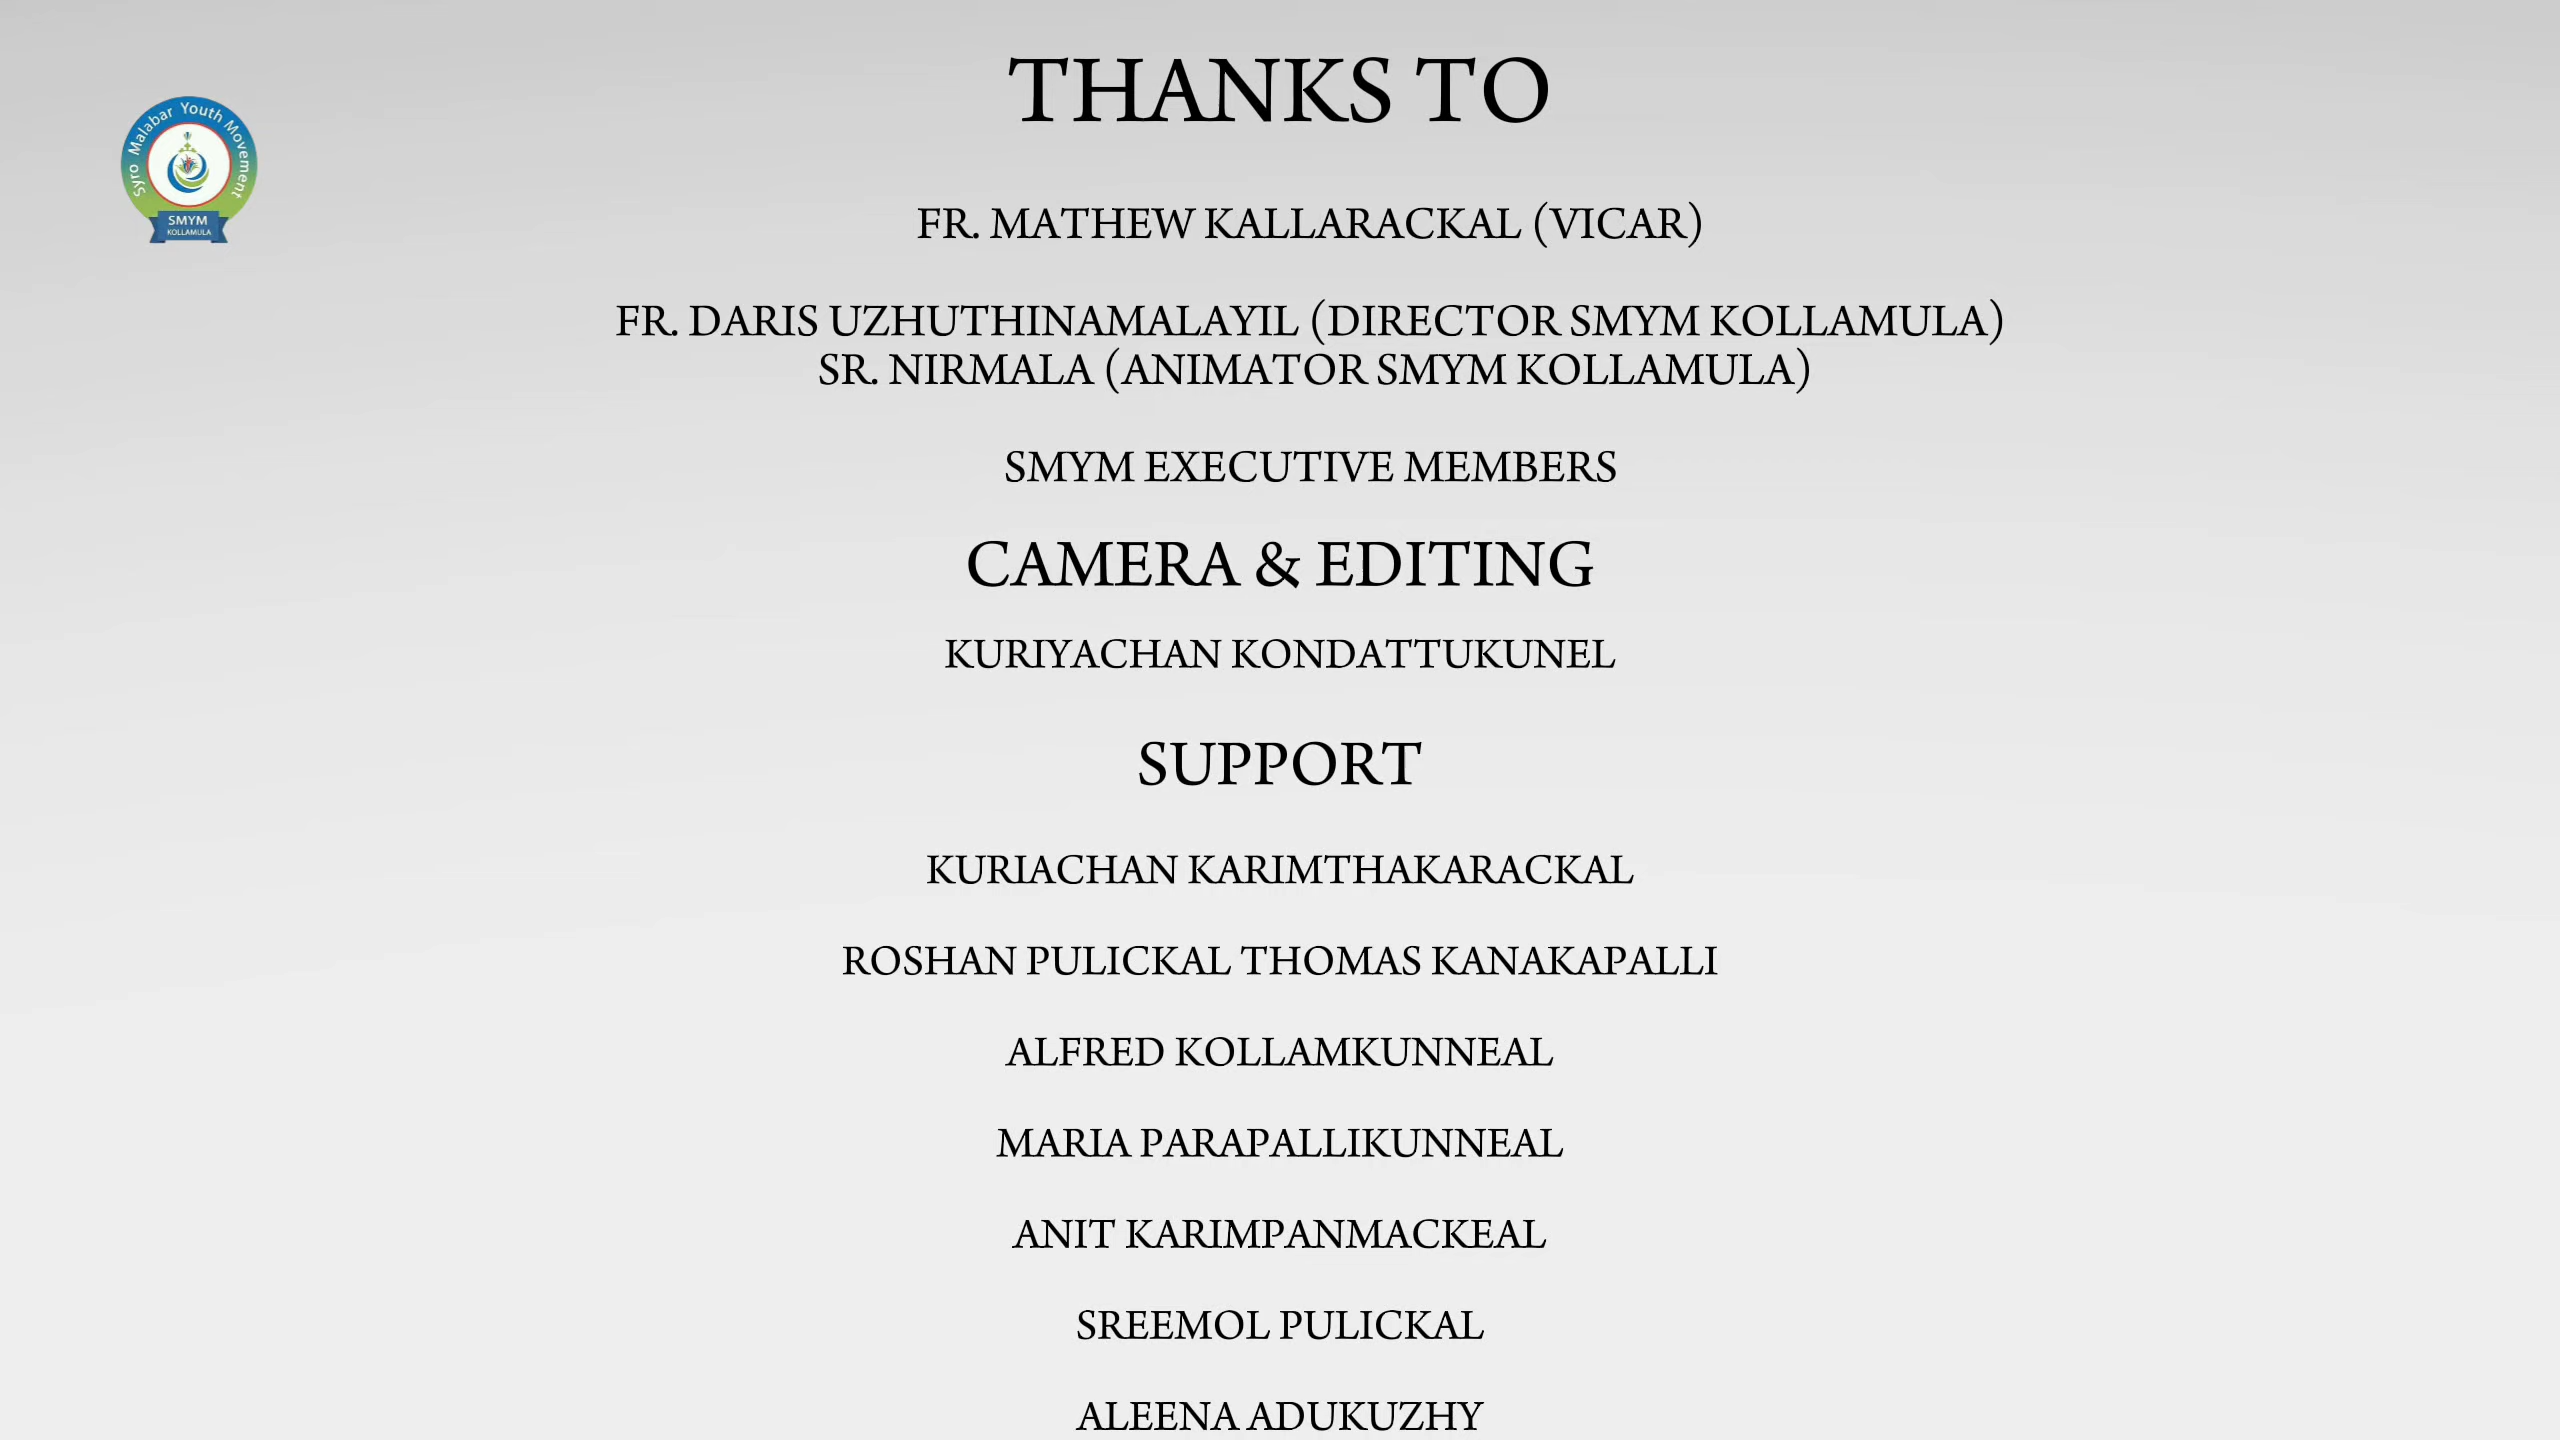 Syro Malabar Youth Movement
SMYM
KOLLAMULA
THANKS TO
FR. MATHEW KALLARACKAL (VICAR)
FR. DARIS UZHUTHINAMALAYIL (DIRECTOR SMYM KOLLAMULA)
SR. NIRMALA (ANIMATOR SMYM KOLLAMULA)
SMYM EXECUTIVE MEMBERS
CAMERA & EDITING
KURIYACHAN KONDATTUKUNEL
SUPPORT
KURIACHAN KARIMTHAKARACKAL
ROSHAN PULICKAL THOMAS KANAKAPALLI
ALFRED KOLLAMKUNNEAL
MARIA PARAPALLIKUNNEAL
ANIT KARIMPANMACKEAL
SREEMOL PULICKAL
ALEENA ADUKUZHY